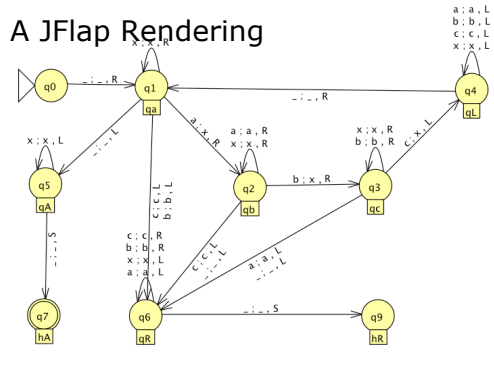 A JFlap Rendering
a ; a , L
b ; b , L
c ; c , L
x ; x , L
x ; x , R
q0
_ ; _ , R
q1
qa
_ ; _ , R
q4
qL
x ; x , L
_ ; _ , L
a ; x , R
a ; a , R
x ; x , R
x ; x , R
b ; b , R
c ; x , L
q5
qA
c ; c , L
b ; b , L
q2
qb
b ; x , R
q3
qc
_ ; _ , S
c ; c , R
b ; b , R
x ; x , L
a ; a , L
c ; c , L
_ ; _ , L
a ; a , L
_ ; _ , L
q7
hA
q6
qR
_ ; _ , S
q9
hR